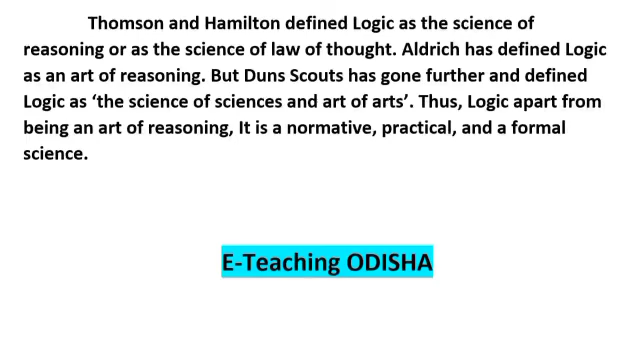 Thomson and Hamilton defined Logic as the science of
reasoning or as the science of law of thought. Aldrich has defined Logic
as an art of reasoning. But Duns Scouts has gone further and defined
Logic as ‘the science of sciences and art of arts’. Thus, Logic apart from
being an art of reasoning, It is a normative, practical, and a formal
science.
E-Teaching ODISHA